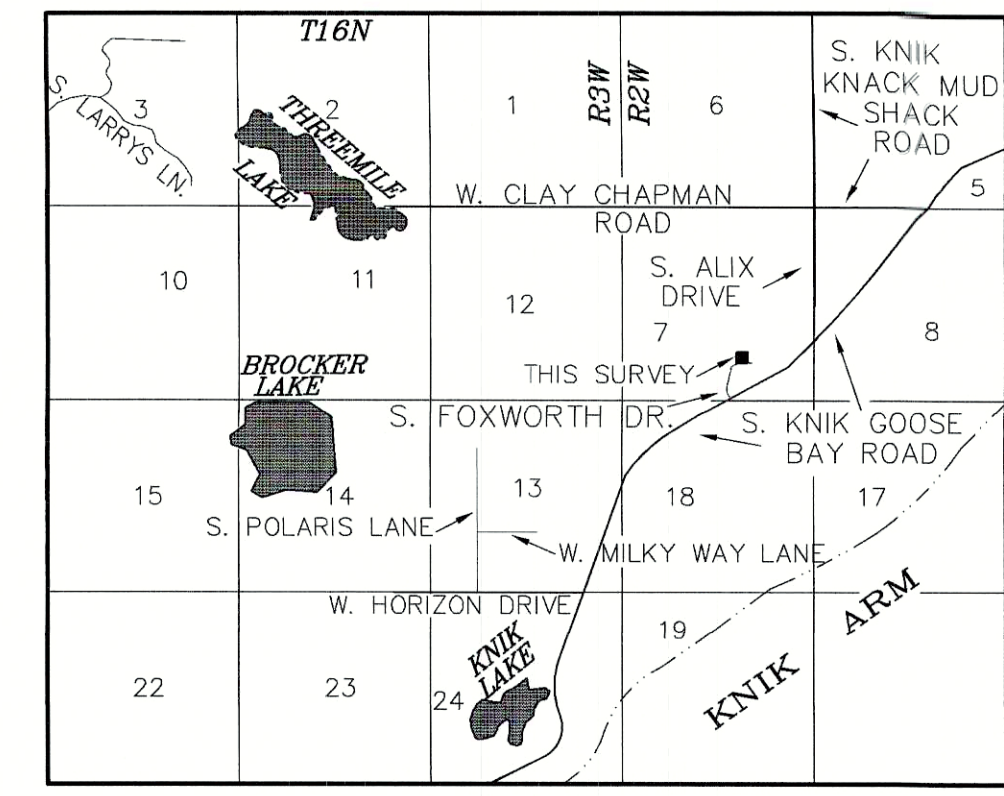 T16N
S. LARRYS LN.
3
2
THREEMILE
LAKE
1
R3W
R2W
6
S. KNIK
KNACK MUD
SHACK
ROAD
5
W. CLAY CHAPMAN
ROAD
10
11
12
S. ALIX
DRIVE
7
8
THIS SURVEY
BROCKER
LAKE
S. FOXWORTH DR.
S. KNIK GOOSE
BAY ROAD
15
14
13
18
17
S. POLARIS LANE
W. MILKY WAY LANE
W. HORIZON DRIVE
22
23
24
KNIK
LAKE
19
KNIK ARM